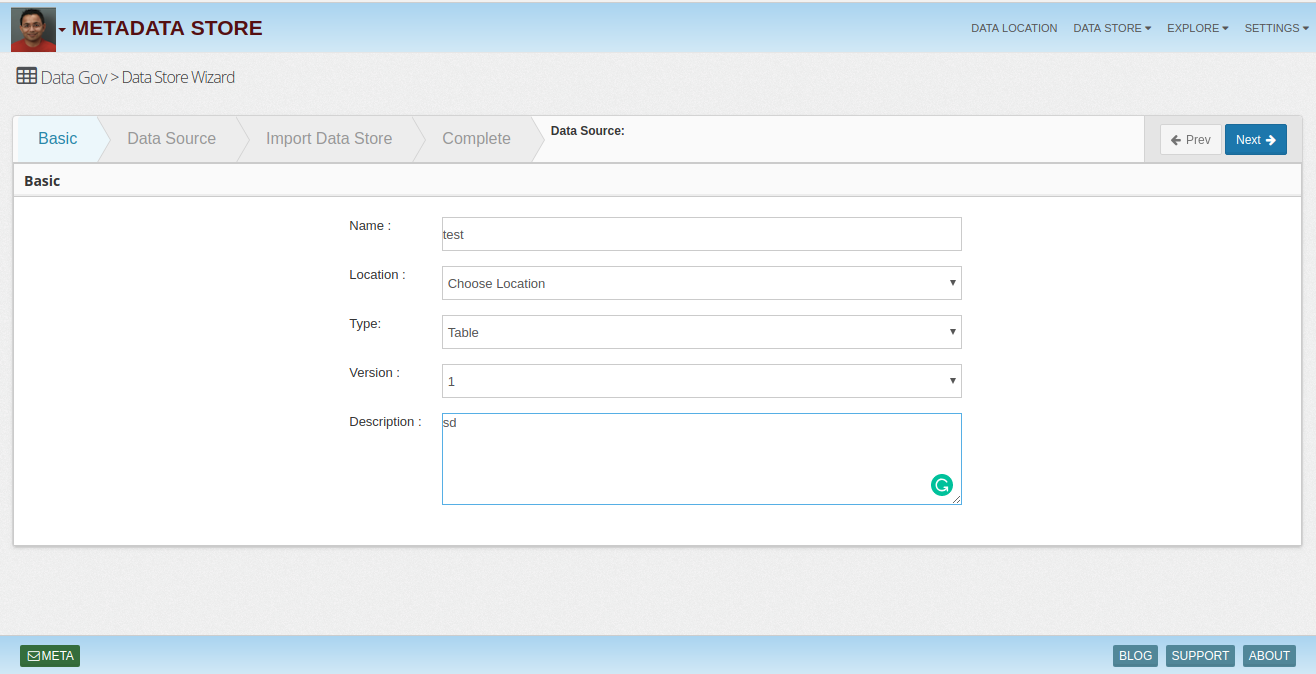 METADATA STORE
DATA LOCATION DATA STORE EXPLORE SETTINGS
Data Gov > Data Store Wizard
Basic Data Source Import Data Store Complete Data Source: Prev Next
Basic
Name : test
Location : Choose Location
Type: Table
Version : 1
Description : sd
META BLOG SUPPORT ABOUT